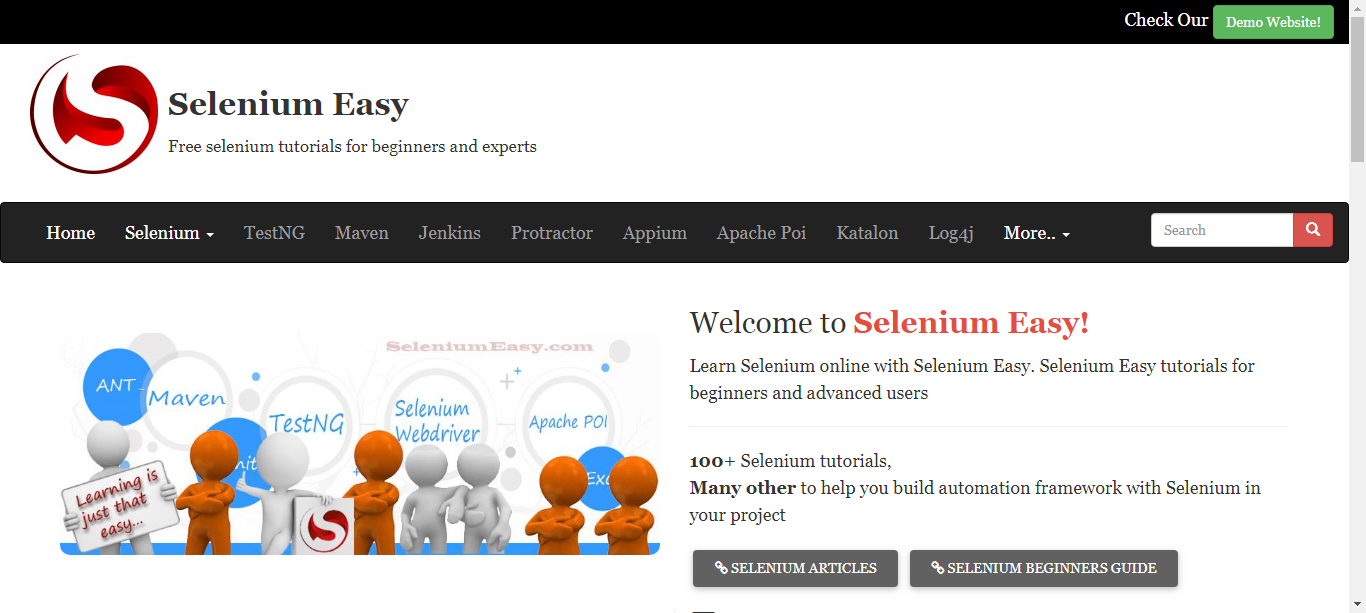 Check Our Demo Website!
Selenium Easy
Free selenium tutorials for beginners and experts
Home Selenium TestNG Maven Jenkins Protractor Appium Apache Poi Katalon Log4j More.. Search
SeleniumEasy.com
ANT
Maven
TestNG
Selenium
Webdriver
Apache POI
Learning is
just that
easy...
Welcome to Selenium Easy!
Learn Selenium online with Selenium Easy. Selenium Easy tutorials for
beginners and advanced users
100+ Selenium tutorials,
Many other to help you build automation framework with Selenium in
your project
SELENIUM ARTICLES SELENIUM BEGINNERS GUIDE